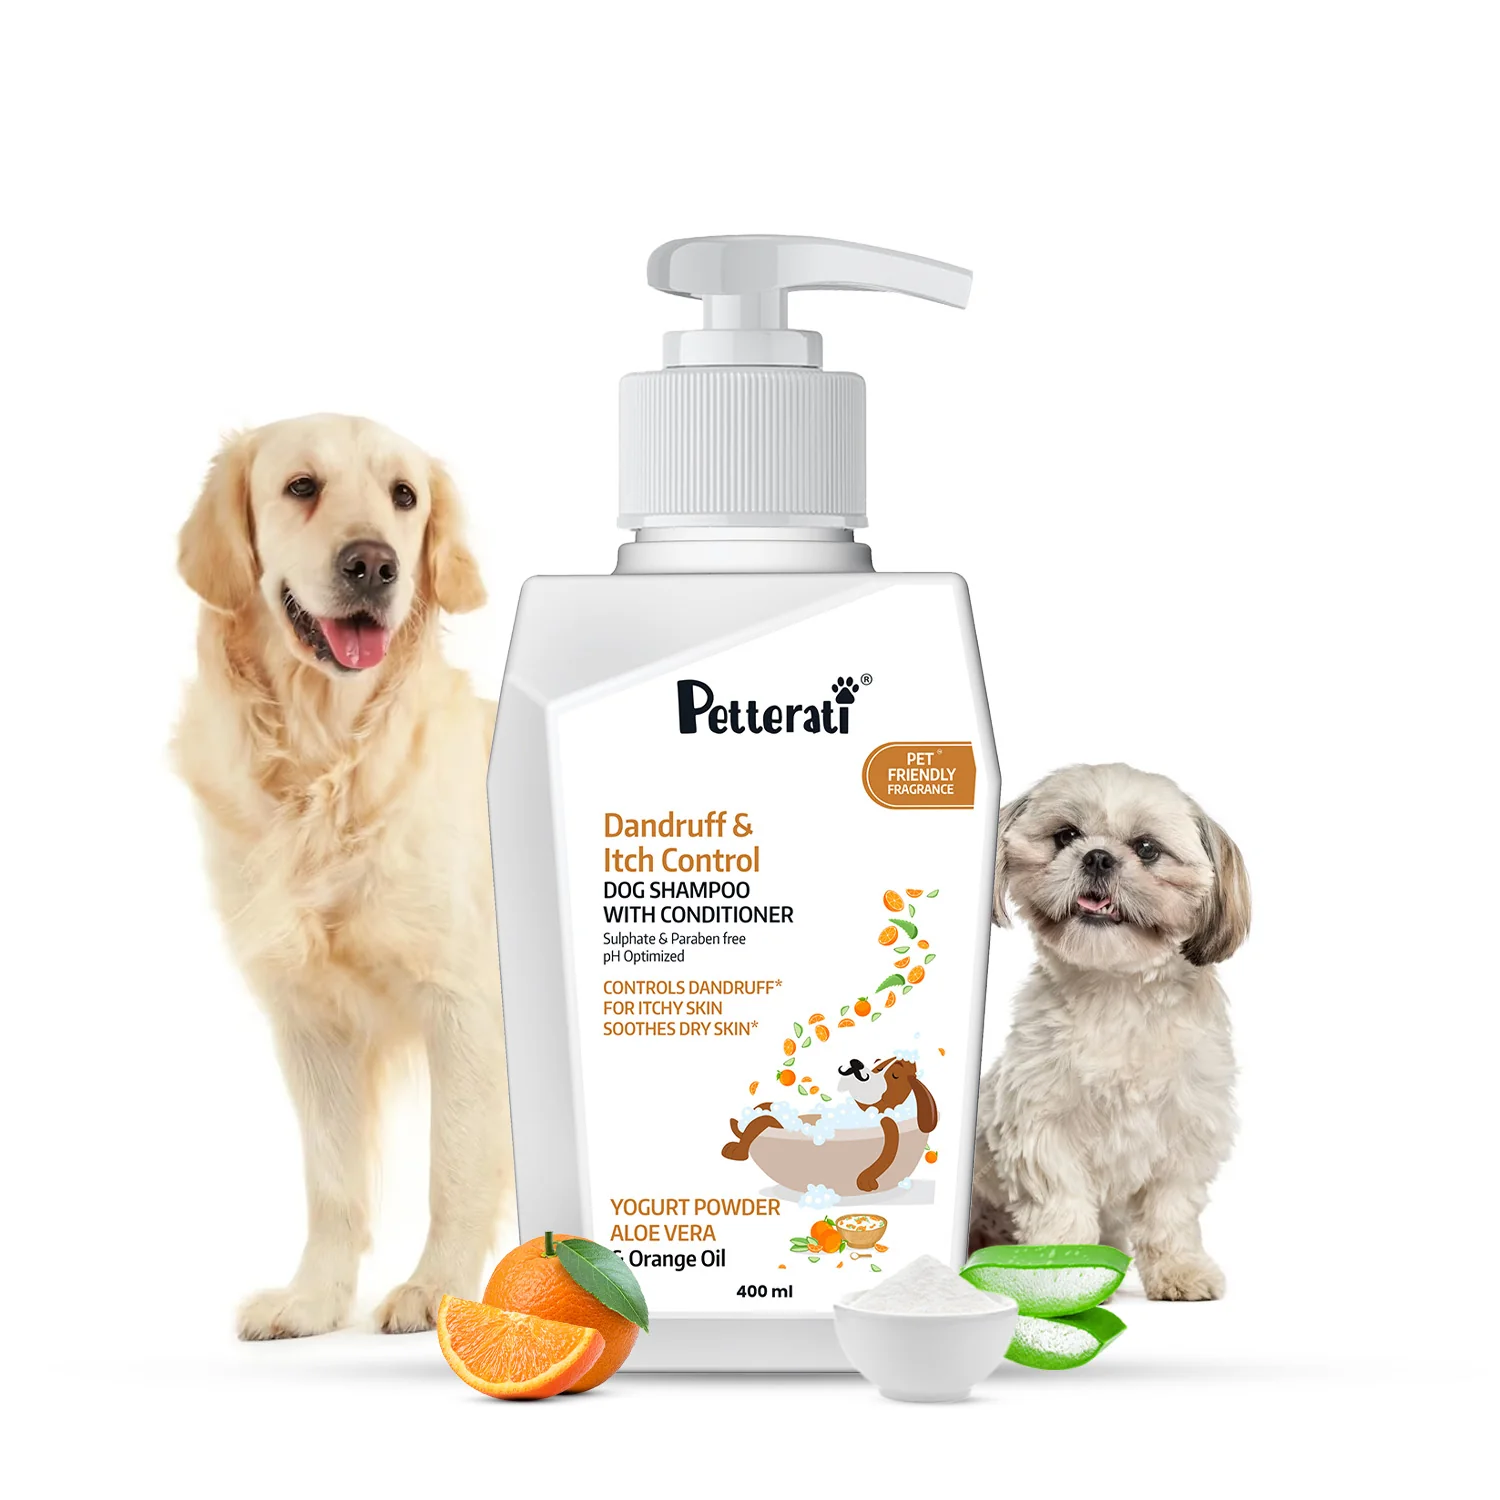 Petterati®
PET™
FRIENDLY
FRAGRANCE
Dandruff &
Itch Control
DOG SHAMPOO
WITH CONDITIONER
Sulphate & Paraben free
pH Optimized
CONTROLS DANDRUFF*
FOR ITCHY SKIN
SOOTHES DRY SKIN*
YOGURT POWDER
ALOE VERA
& Orange Oil
400 ml